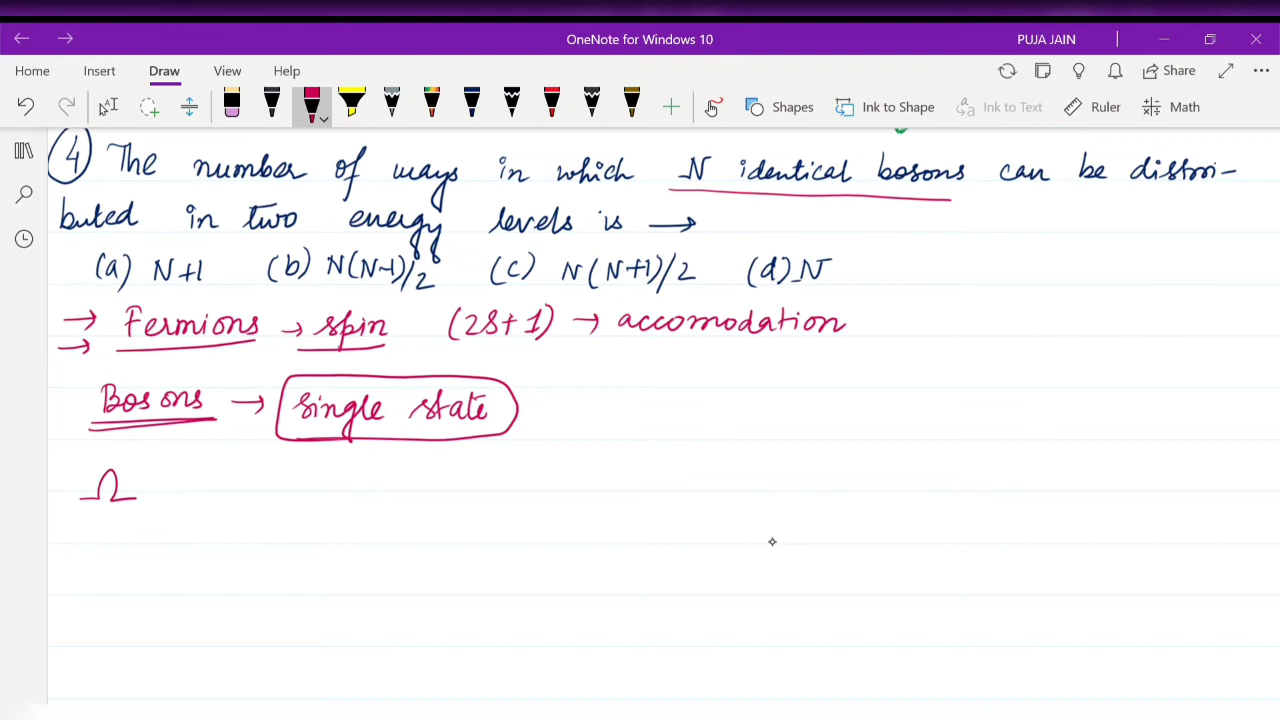 OneNote for Windows 10
PUJA JAIN
Home Insert Draw View Help
Share
Shapes Ink to Shape Ink to Text Ruler Math
④ The number of ways in which N identical bosons can be distri-
buted in two energy levels is →
(a) N+1 (b) N(N-1)/2 (c) N(N+1)/2 (d) N
→ Fermions → spin (2S+1) → accomodation
→
Bosons → single state
Ω